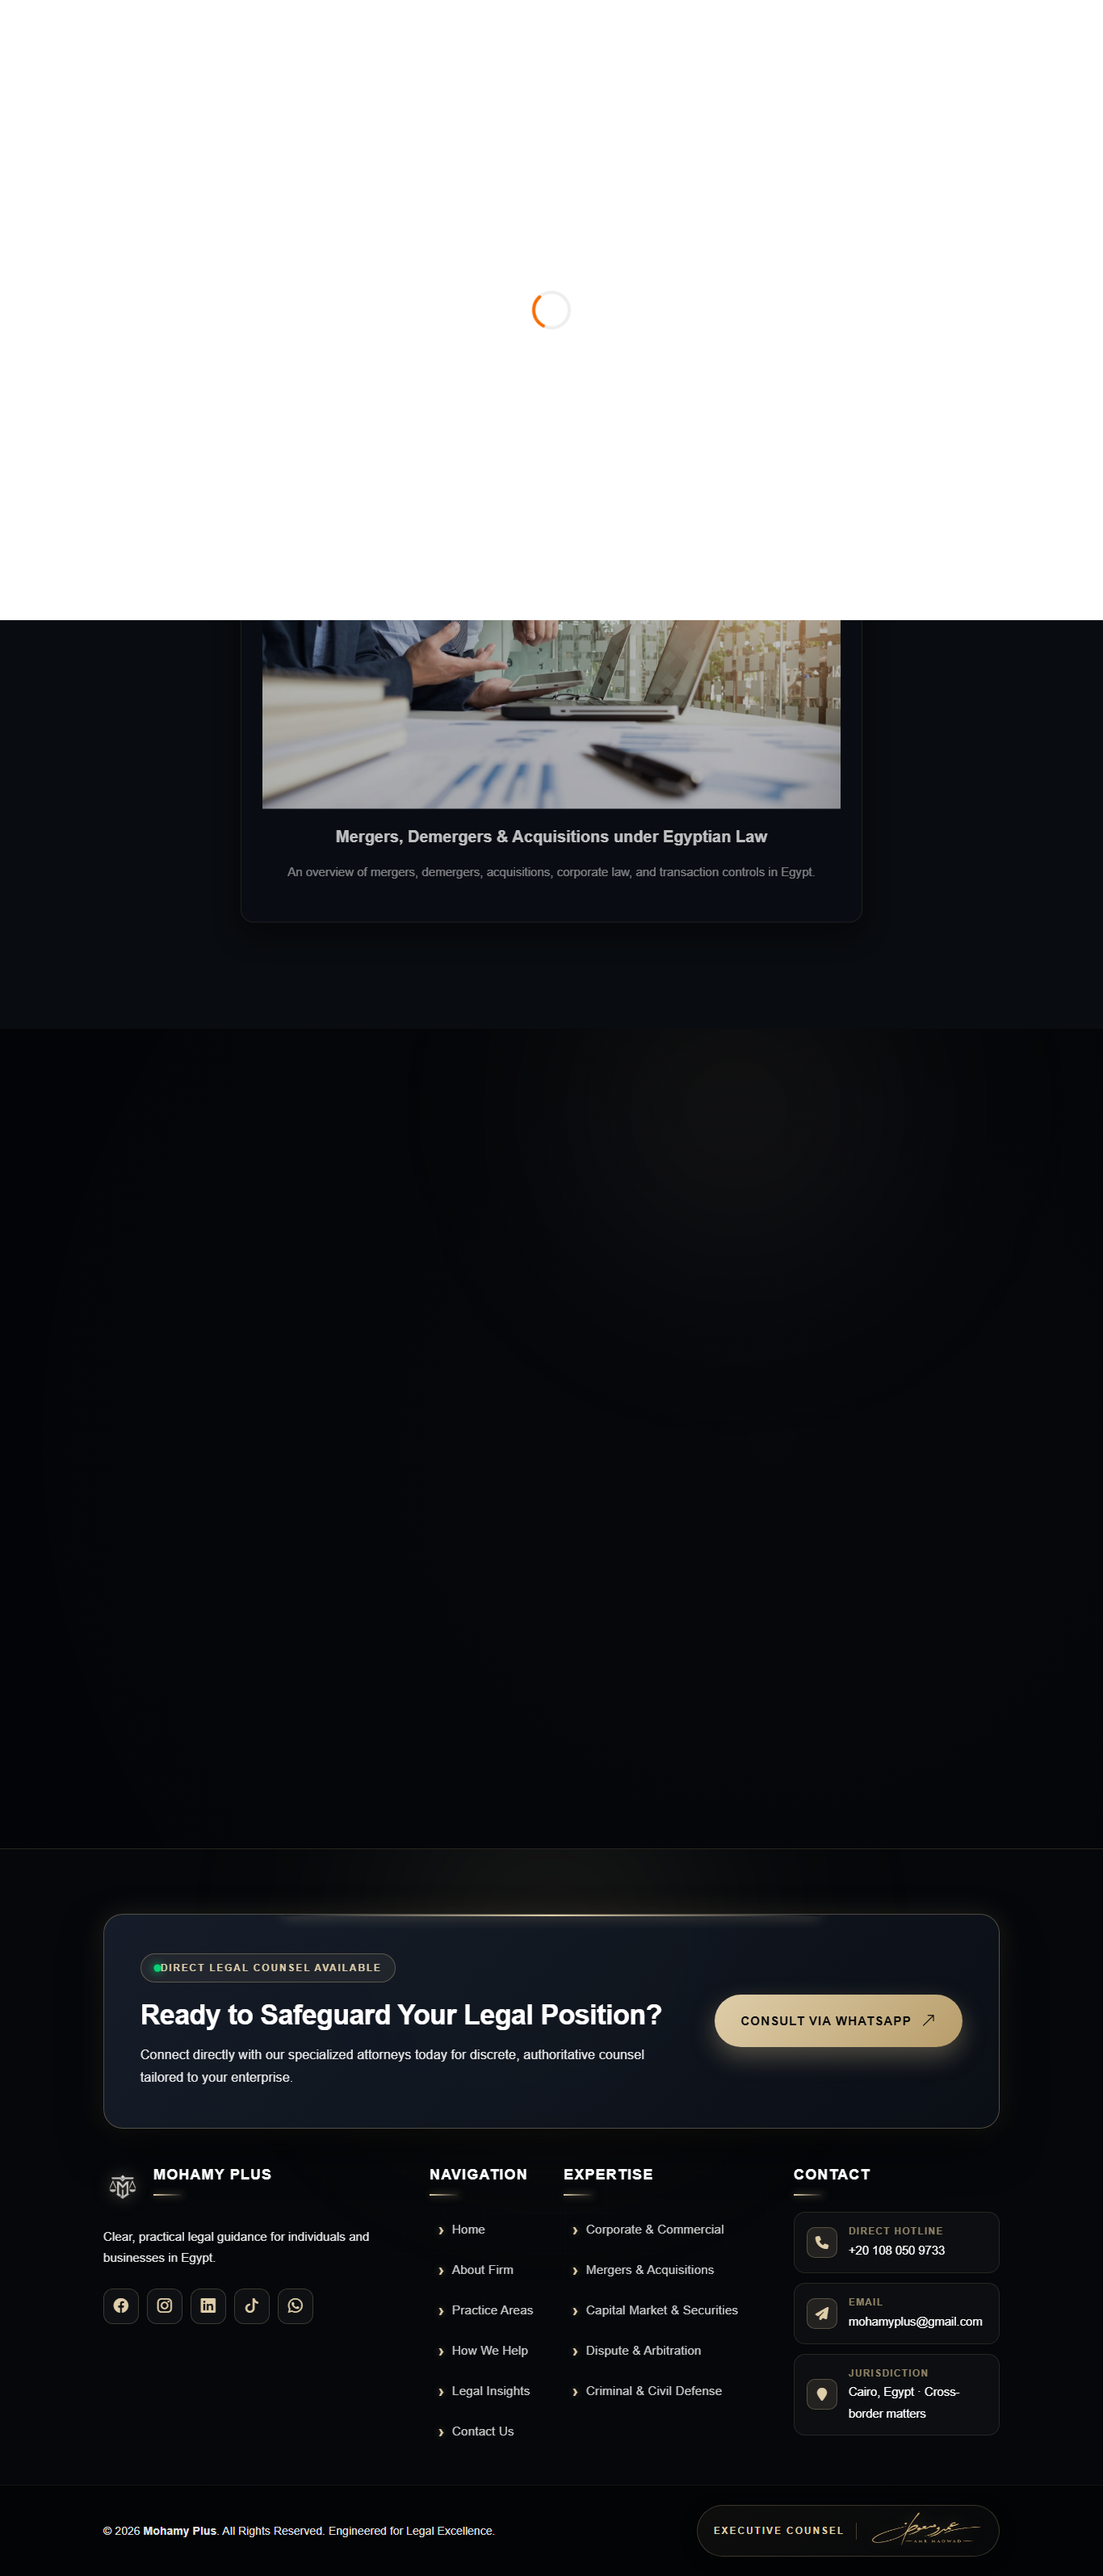 Mergers, Demergers & Acquisitions under Egyptian Law
An overview of mergers, demergers, acquisitions, corporate law, and transaction controls in Egypt.
DIRECT LEGAL COUNSEL AVAILABLE
Ready to Safeguard Your Legal Position?
Connect directly with our specialized attorneys today for discrete, authoritative counsel
tailored to your enterprise.
CONSULT VIA WHATSAPP
MOHAMY PLUS
Clear, practical legal guidance for individuals and
businesses in Egypt.
NAVIGATION
Home
About Firm
Practice Areas
How We Help
Legal Insights
Contact Us
EXPERTISE
Corporate & Commercial
Mergers & Acquisitions
Capital Market & Securities
Dispute & Arbitration
Criminal & Civil Defense
CONTACT
DIRECT HOTLINE
+20 108 050 9733
EMAIL
mohamyplus@gmail.com
JURISDICTION
Cairo, Egypt · Cross-
border matters
© 2026 Mohamy Plus. All Rights Reserved. Engineered for Legal Excellence.
EXECUTIVE COUNSEL